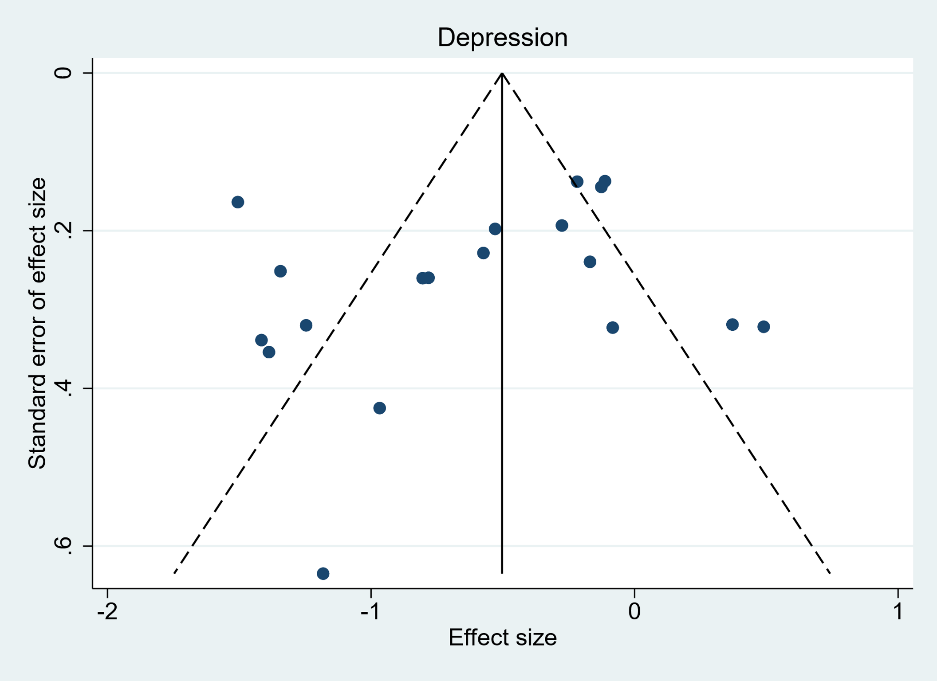 Depression
Standard error of effect size
0
.2
.4
.6
-2
-1
0
1
Effect size